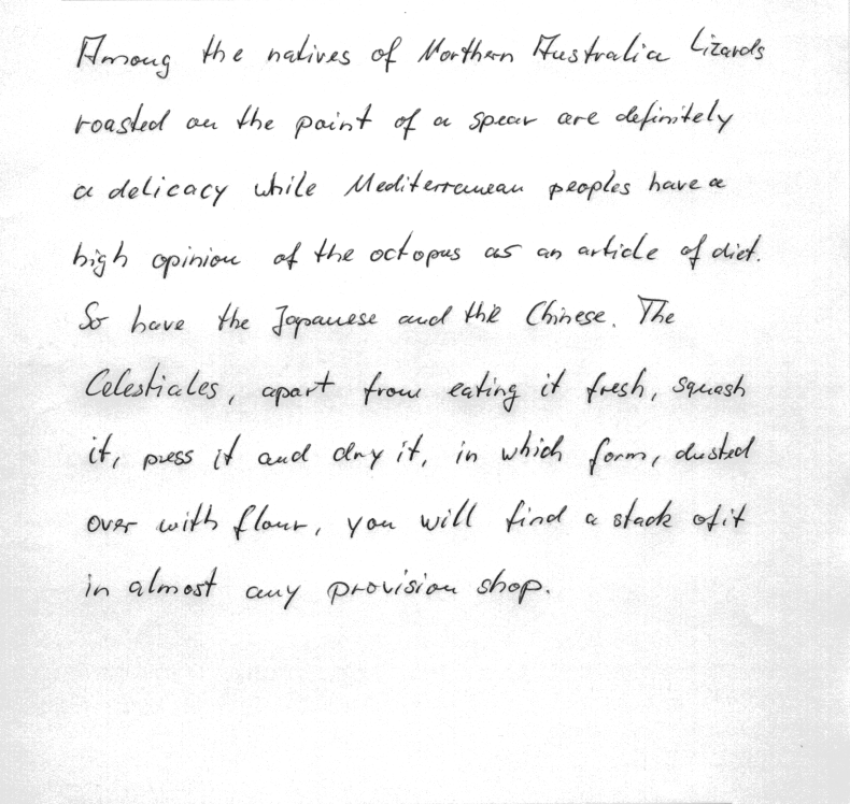 Among the natives of Northern Australia Lizards
roasted on the point of a spear are definitely
a delicacy while Mediterranean peoples have a
high opinion of the octopus as an article of diet.
So have the Japanese and the Chinese. The
Celestiales, apart from eating it fresh, squash
it, press it and dry it, in which form, dusted
over with flour, you will find a stack of it
in almost any provision shop.